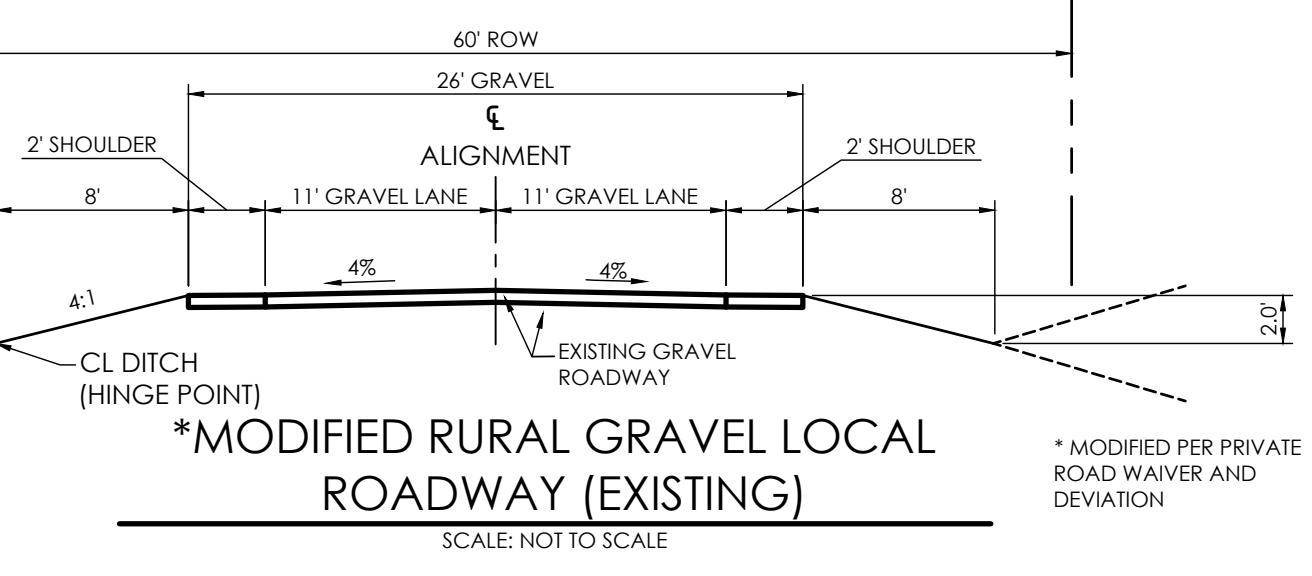 60' ROW
26' GRAVEL
℄
ALIGNMENT
2' SHOULDER
2' SHOULDER
8'
11' GRAVEL LANE
11' GRAVEL LANE
8'
4%
4%
4:1
2.0'
CL DITCH
(HINGE POINT)
EXISTING GRAVEL
ROADWAY
*MODIFIED RURAL GRAVEL LOCAL
ROADWAY (EXISTING)
SCALE: NOT TO SCALE
* MODIFIED PER PRIVATE
ROAD WAIVER AND
DEVIATION